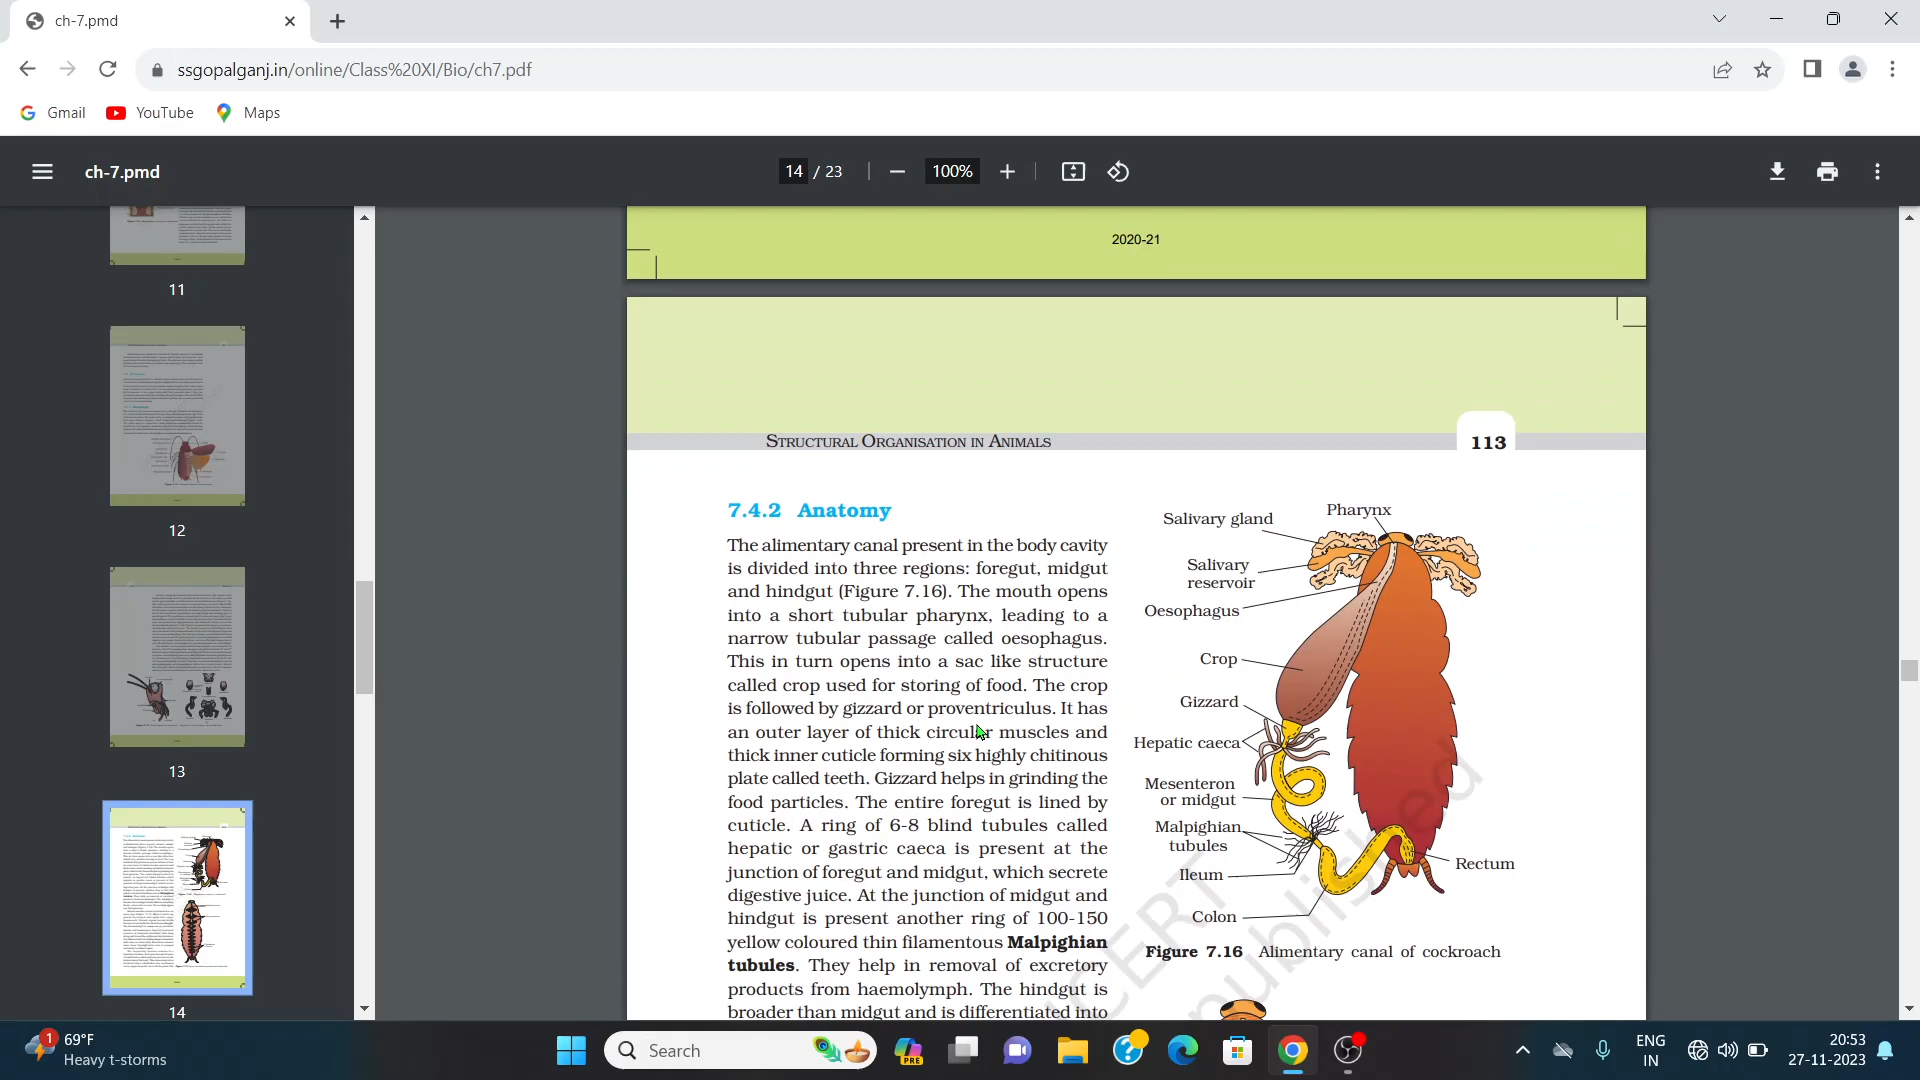 ch-7.pmd
ssgopalganj.in/online/Class%20XI/Bio/ch7.pdf
Gmail YouTube Maps
ch-7.pmd 14 / 23 100%
11
12
13
14
2020-21
STRUCTURAL ORGANISATION IN ANIMALS 113
7.4.2 Anatomy
The alimentary canal present in the body cavity
is divided into three regions: foregut, midgut
and hindgut (Figure 7.16). The mouth opens
into a short tubular pharynx, leading to a
narrow tubular passage called oesophagus.
This in turn opens into a sac like structure
called crop used for storing of food. The crop
is followed by gizzard or proventriculus. It has
an outer layer of thick circular muscles and
thick inner cuticle forming six highly chitinous
plate called teeth. Gizzard helps in grinding the
food particles. The entire foregut is lined by
cuticle. A ring of 6-8 blind tubules called
hepatic or gastric caeca is present at the
junction of foregut and midgut, which secrete
digestive juice. At the junction of midgut and
hindgut is present another ring of 100-150
yellow coloured thin filamentous Malpighian
tubules. They help in removal of excretory
products from haemolymph. The hindgut is
broader than midgut and is differentiated into
Pharynx
Salivary gland
Salivary
reservoir
Oesophagus
Crop
Gizzard
Hepatic caeca
Mesenteron
or midgut
Malpighian
tubules
Ileum
Rectum
Colon
Figure 7.16 Alimentary canal of cockroach
NCERT
published
1
69°F
Heavy t-storms
Search
PRE
ENG
IN
20:53
27-11-2023